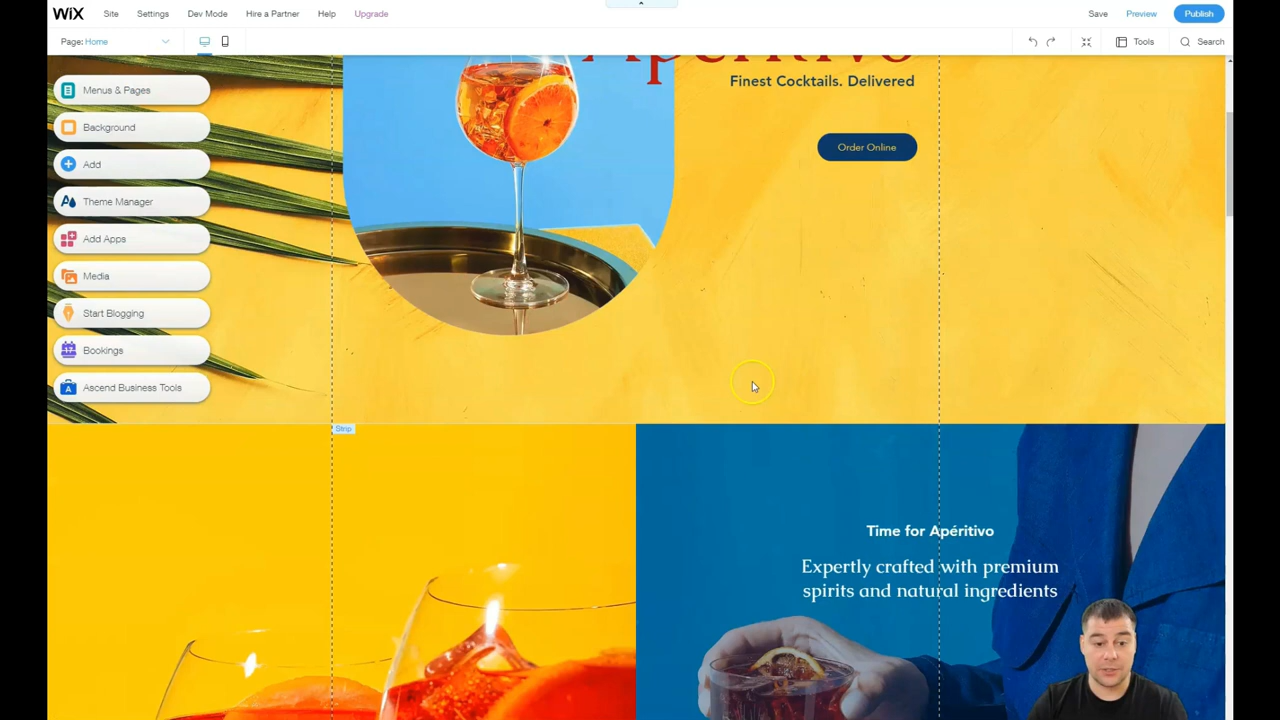 WiX Site Settings Dev Mode Hire a Partner Help Upgrade Save Preview Publish
Page: Home Tools Search
Aperitivo
Finest Cocktails. Delivered
Order Online
Menus & Pages
Background
Add
Theme Manager
Add Apps
Media
Start Blogging
Bookings
Ascend Business Tools
Strip
Time for Apéritivo
Expertly crafted with premium
spirits and natural ingredients